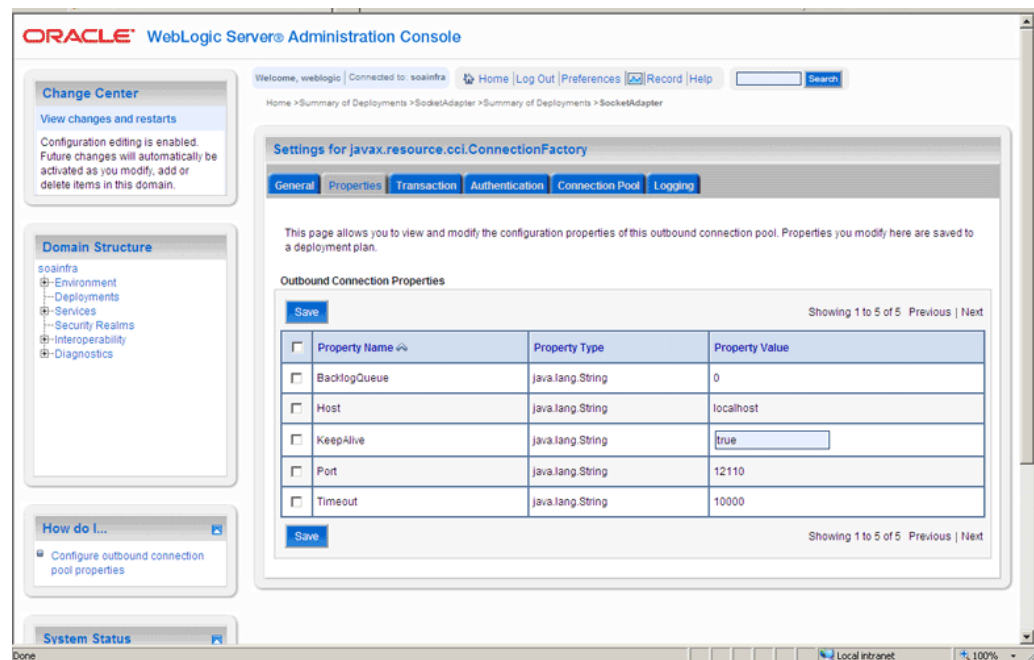 ORACLE® WebLogic Server® Administration Console
Change Center
View changes and restarts
Configuration editing is enabled.
Future changes will automatically be
activated as you modify, add or
delete items in this domain.
Domain Structure
soainfra
Environment
Deployments
Services
Security Realms
Interoperability
Diagnostics
How do I...
Configure outbound connection
pool properties
System Status
Welcome, weblogic | Connected to: soainfra Home | Log Out | Preferences | Record | Help Search
Home >Summary of Deployments >SocketAdapter >Summary of Deployments >SocketAdapter
Settings for javax.resource.cci.ConnectionFactory
General Properties Transaction Authentication Connection Pool Logging
This page allows you to view and modify the configuration properties of this outbound connection pool. Properties you modify here are saved to
a deployment plan.
Outbound Connection Properties
Save Showing 1 to 5 of 5 Previous | Next
Property Name Property Type Property Value
BacklogQueue java.lang.String 0
Host java.lang.String localhost
KeepAlive java.lang.String true
Port java.lang.String 12110
Timeout java.lang.String 10000
Save Showing 1 to 5 of 5 Previous | Next
Done Local intranet 100%